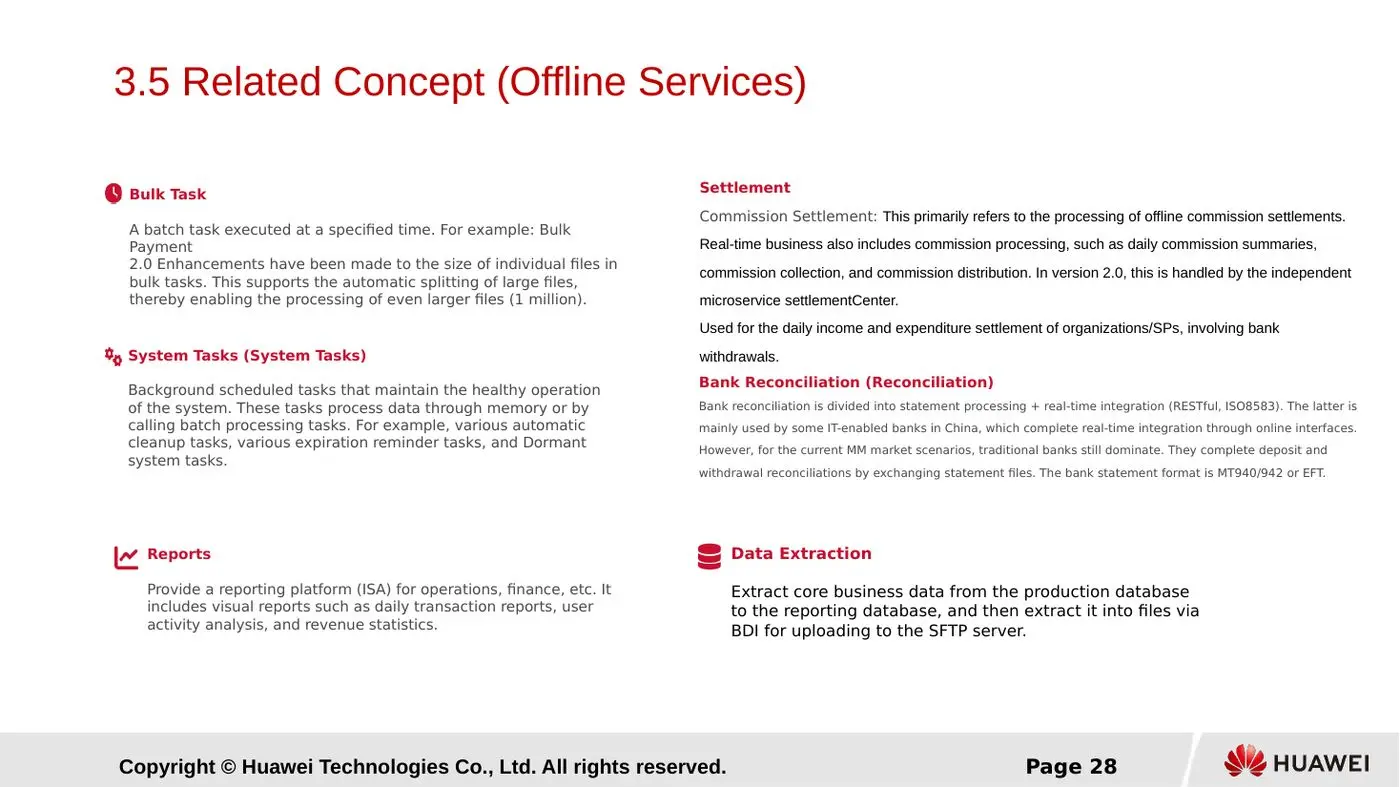 3.5 Related Concept (Offline Services)
Bulk Task
A batch task executed at a specified time. For example: Bulk
Payment
2.0 Enhancements have been made to the size of individual files in
bulk tasks. This supports the automatic splitting of large files,
thereby enabling the processing of even larger files (1 million).
System Tasks (System Tasks)
Background scheduled tasks that maintain the healthy operation
of the system. These tasks process data through memory or by
calling batch processing tasks. For example, various automatic
cleanup tasks, various expiration reminder tasks, and Dormant
system tasks.
Reports
Provide a reporting platform (ISA) for operations, finance, etc. It
includes visual reports such as daily transaction reports, user
activity analysis, and revenue statistics.
Settlement
Commission Settlement: This primarily refers to the processing of offline commission settlements.
Real-time business also includes commission processing, such as daily commission summaries,
commission collection, and commission distribution. In version 2.0, this is handled by the independent
microservice settlementCenter.
Used for the daily income and expenditure settlement of organizations/SPs, involving bank
withdrawals.
Bank Reconciliation (Reconciliation)
Bank reconciliation is divided into statement processing + real-time integration (RESTful, ISO8583). The latter is
mainly used by some IT-enabled banks in China, which complete real-time integration through online interfaces.
However, for the current MM market scenarios, traditional banks still dominate. They complete deposit and
withdrawal reconciliations by exchanging statement files. The bank statement format is MT940/942 or EFT.
Data Extraction
Extract core business data from the production database
to the reporting database, and then extract it into files via
BDI for uploading to the SFTP server.
Copyright © Huawei Technologies Co., Ltd. All rights reserved.
Page 28
HUAWEI